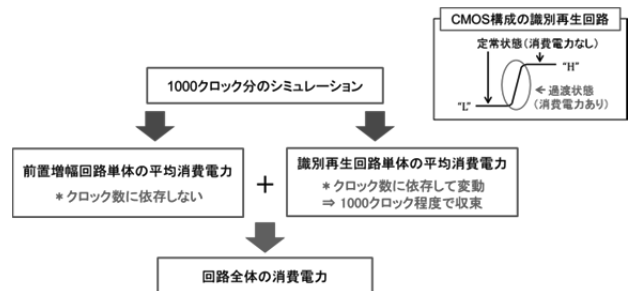 CMOS構成の識別再生回路
定常状態(消費電力なし)
"H"
⇐ 過渡状態
"L"
(消費電力あり)
1000クロック分のシミュレーション
前置増幅回路単体の平均消費電力
*クロック数に依存しない
+
識別再生回路単体の平均消費電力
*クロック数に依存して変動
⇒ 1000クロック程度で収束
回路全体の消費電力